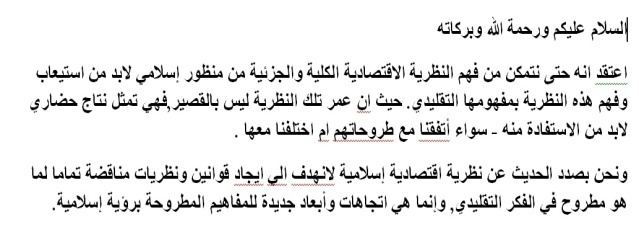 السلام عليكم ورحمة الله وبركاته
اعتقد انه حتى نتمكن من فهم النظرية الاقتصادية الكلية والجزئية من منظور إسلامي لابد من استيعاب
وفهم هذه النظرية بمفهومها التقليدي. حيث إن عمر تلك النظرية ليس بالقصير,فهي تمثل نتاج حضاري
لابد من الاستفادة منه - سواء أتفقنا مع طروحاتهم ام اختلفنا معها .
ونحن بصدد الحديث عن نظرية اقتصادية إسلامية لانهدف الي ايجاد قوانين ونظريات مناقضة تماما لما
هو مطروح في الفكر التقليدي, وإنما هي اتجاهات وأبعاد جديدة للمفاهيم المطروحة برؤية إسلامية.